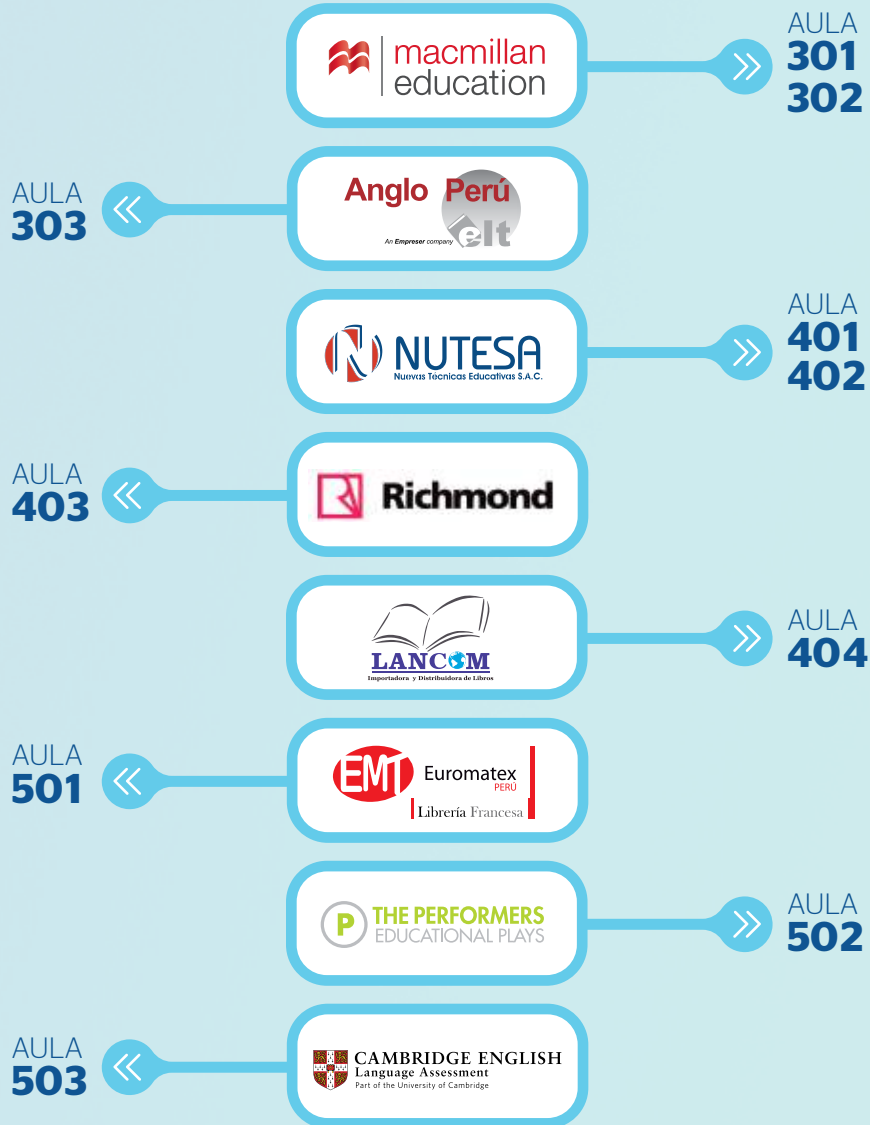 macmillan
education
AULA
301
302
Anglo Perú
elt
An Empreser company
AULA
303
NUTESA
Nuevas Técnicas Educativas S.A.C.
AULA
401
402
Richmond
AULA
403
LANCOM
Importadora y Distribuidora de Libros
AULA
404
EMT Euromatex
PERÚ
Librería Francesa
AULA
501
P THE PERFORMERS
EDUCATIONAL PLAYS
AULA
502
CAMBRIDGE ENGLISH
Language Assessment
Part of the University of Cambridge
AULA
503